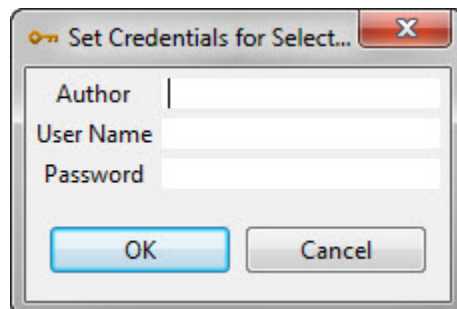 Set Credentials for Select...
Author
User Name
Password
OK Cancel